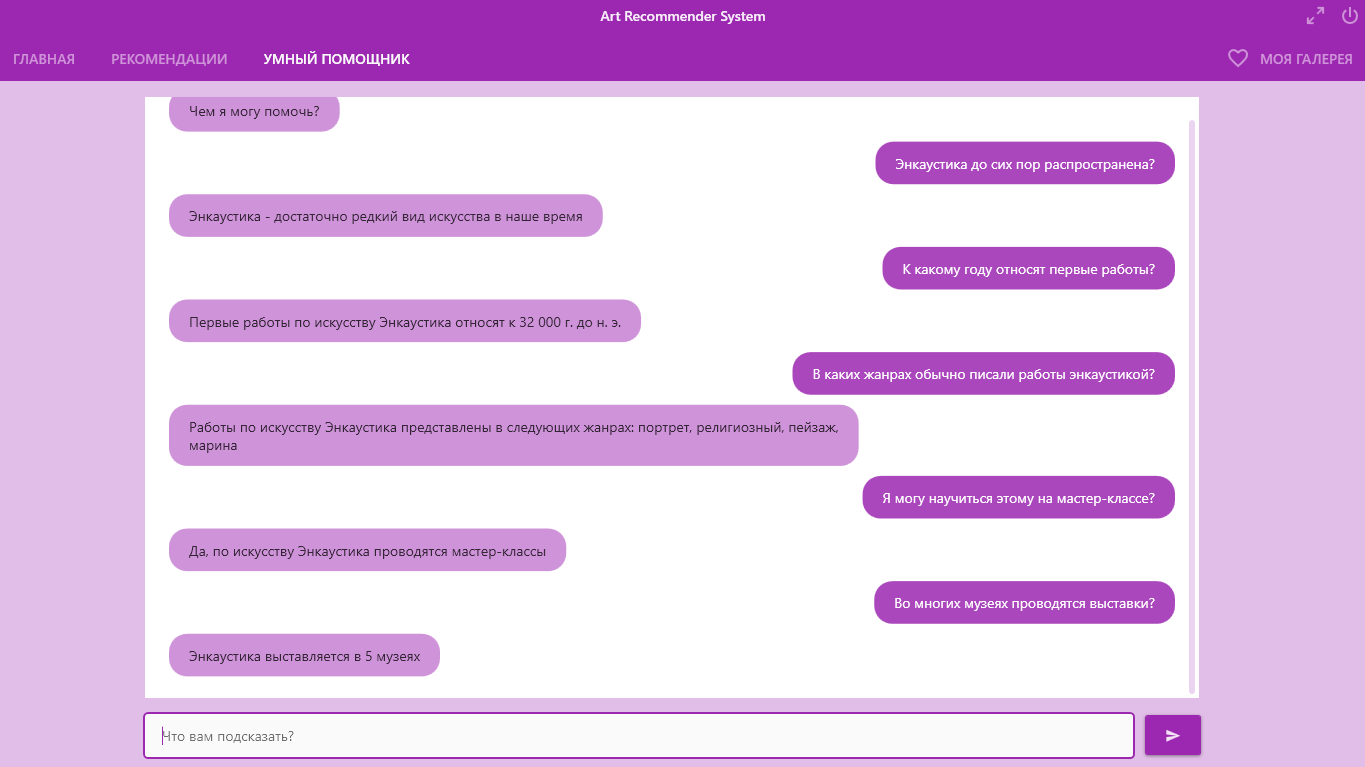 Art Recommender System
ГЛАВНАЯ
РЕКОМЕНДАЦИИ
УМНЫЙ ПОМОЩНИК
МОЯ ГАЛЕРЕЯ
Чем я могу помочь?
Энкаустика до сих пор распространена?
Энкаустика - достаточно редкий вид искусства в наше время
К какому году относят первые работы?
Первые работы по искусству Энкаустика относят к 32 000 г. до н. э.
В каких жанрах обычно писали работы энкаустикой?
Работы по искусству Энкаустика представлены в следующих жанрах: портрет, религиозный, пейзаж,
марина
Я могу научиться этому на мастер-классе?
Да, по искусству Энкаустика проводятся мастер-классы
Во многих музеях проводятся выставки?
Энкаустика выставляется в 5 музеях
Что вам подсказать?